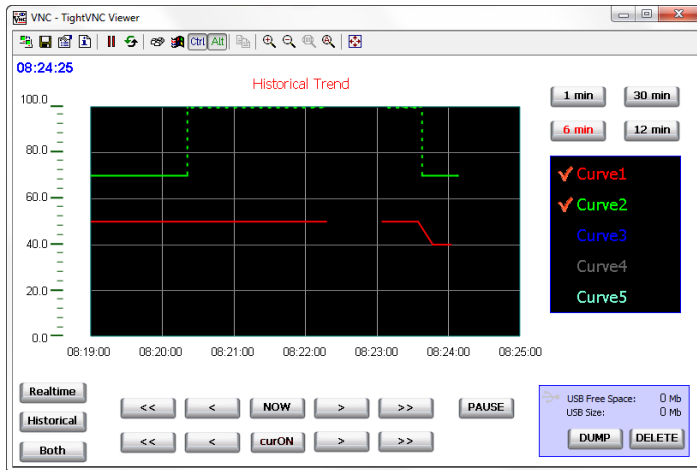 VNC - TightVNC Viewer
Ctrl Alt
08:24:25
Historical Trend
100.0
80.0
60.0
40.0
20.0
0.0
08:19:00 08:20:00 08:21:00 08:22:00 08:23:00 08:24:00 08:25:00
1 min 30 min
6 min 12 min
Curve1
Curve2
Curve3
Curve4
Curve5
Realtime
Historical
Both
<< < NOW > >> PAUSE
<< < curON > >>
USB Free Space: 0 Mb
USB Size: 0 Mb
DUMP DELETE